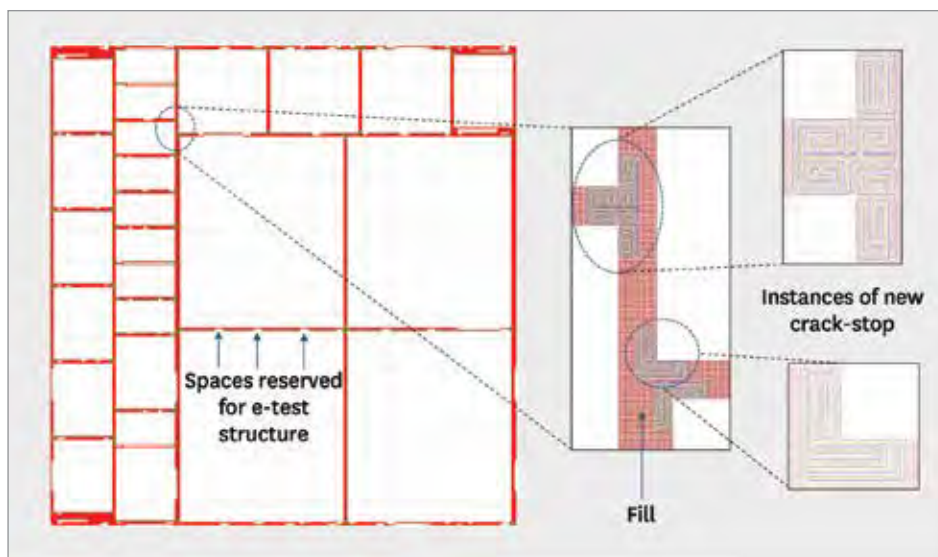 Spaces reserved
for e-test
structure
Instances of new
crack-stop
Fill